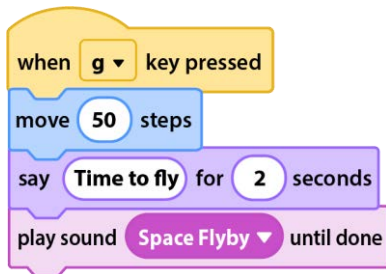 when g key pressed
move 50 steps
say Time to fly for 2 seconds
play sound Space Flyby until done